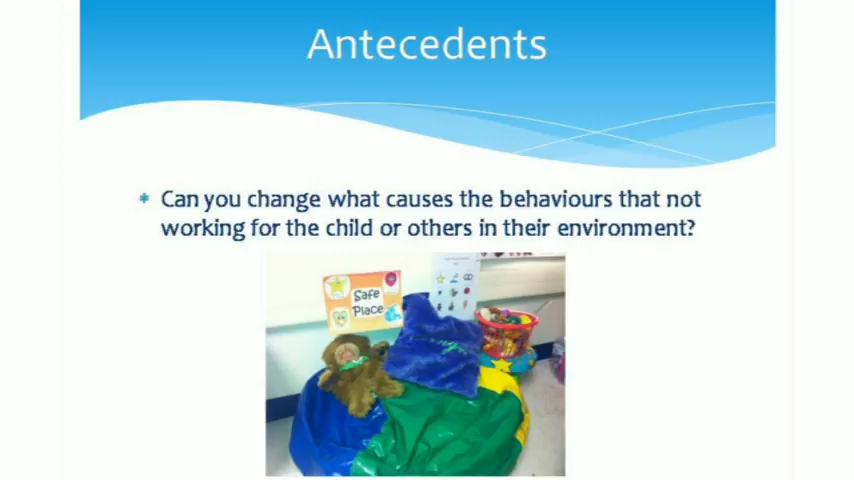 Antecedents
Can you change what causes the behaviours that not
working for the child or others in their environment?
Safe
Place